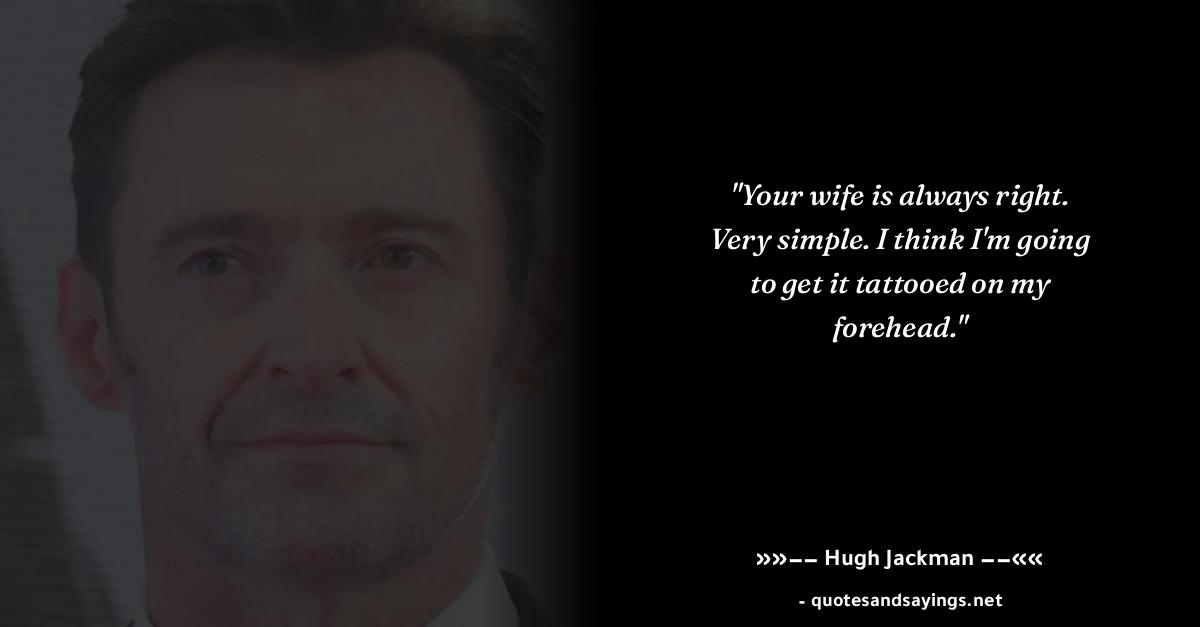 "Your wife is always right.
Very simple. I think I'm going
to get it tattooed on my
forehead."
»»–– Hugh Jackman ––««
- quotesandsayings.net